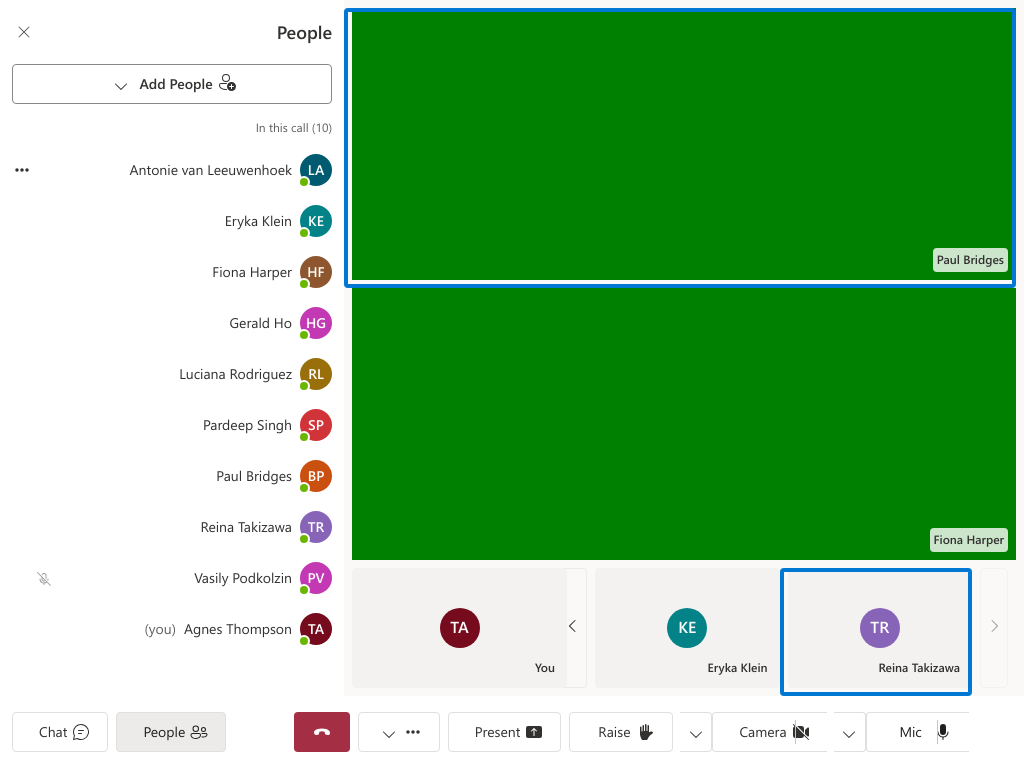 People
Add People
In this call (10)
Antonie van Leeuwenhoek LA
Eryka Klein KE
Fiona Harper HF
Gerald Ho HG
Luciana Rodriguez RL
Pardeep Singh SP
Paul Bridges BP
Reina Takizawa TR
Vasily Podkolzin PV
(you) Agnes Thompson TA
Paul Bridges
Fiona Harper
TA
You
KE
Eryka Klein
TR
Reina Takizawa
Chat
People
Present
Raise
Camera
Mic